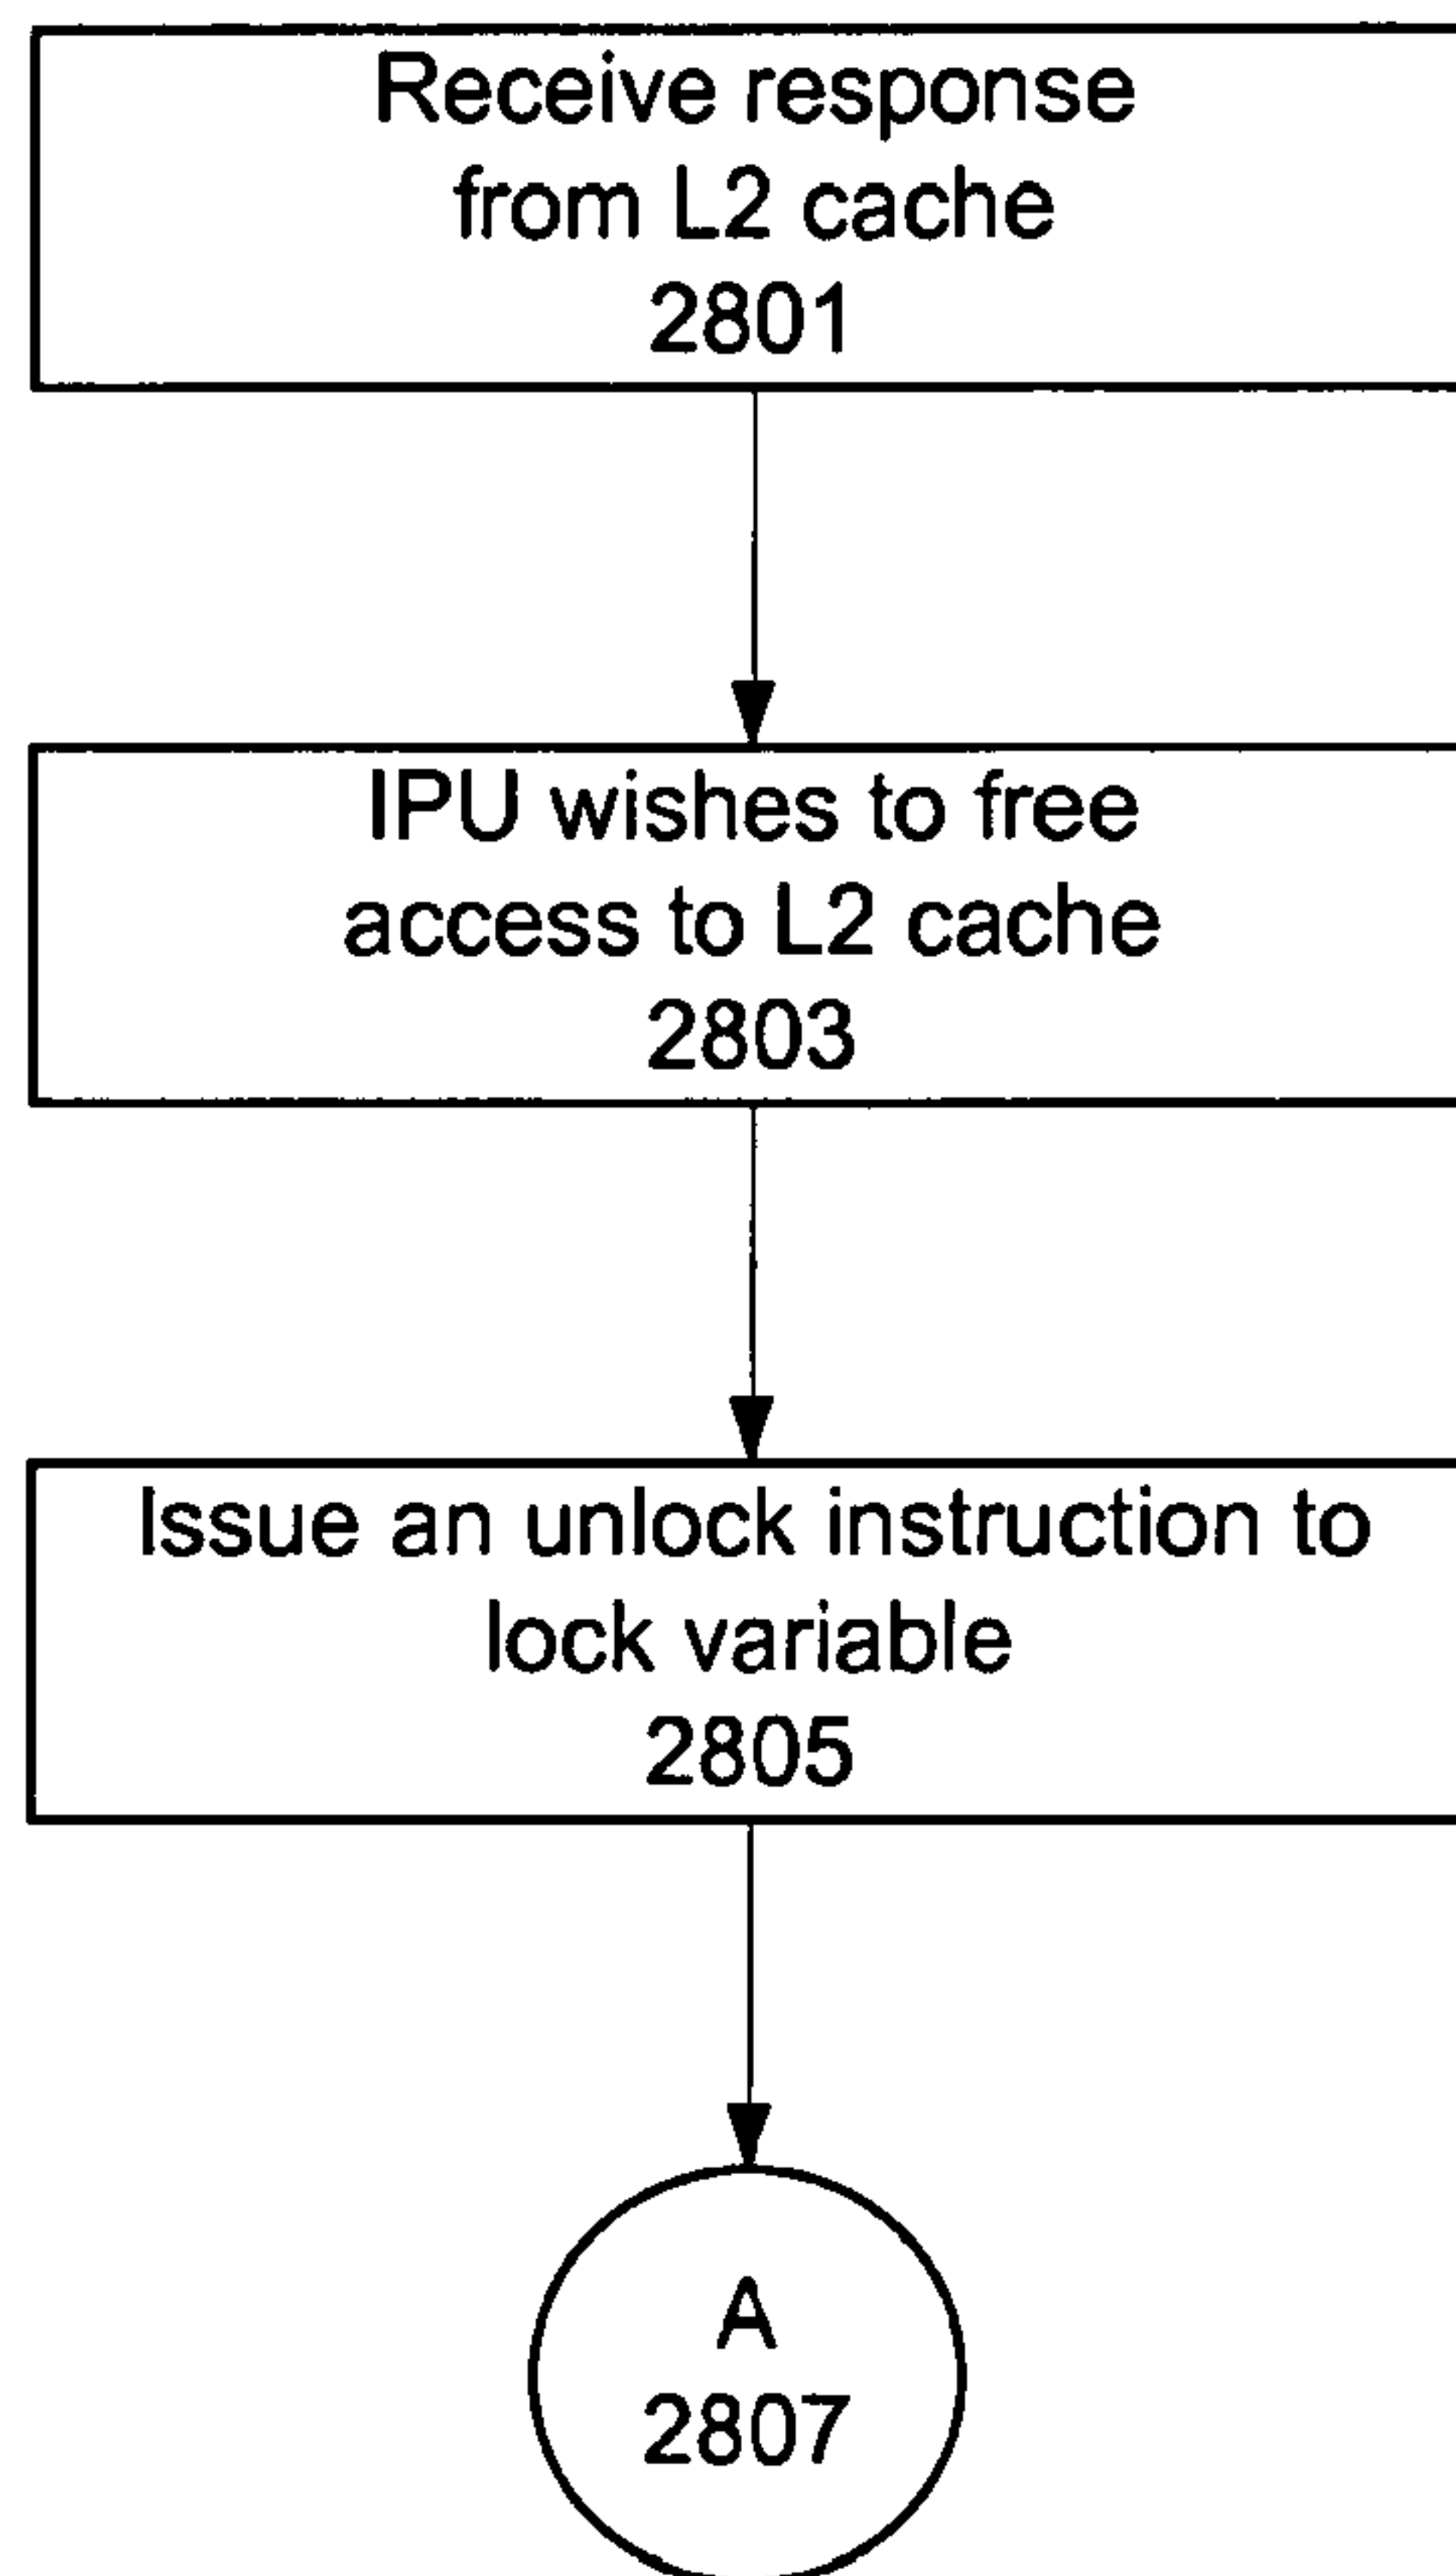 Receive response
from L2 cache
2801
IPU wishes to free
access to L2 cache
2803
Issue an unlock instruction to
lock variable
2805
A
2807